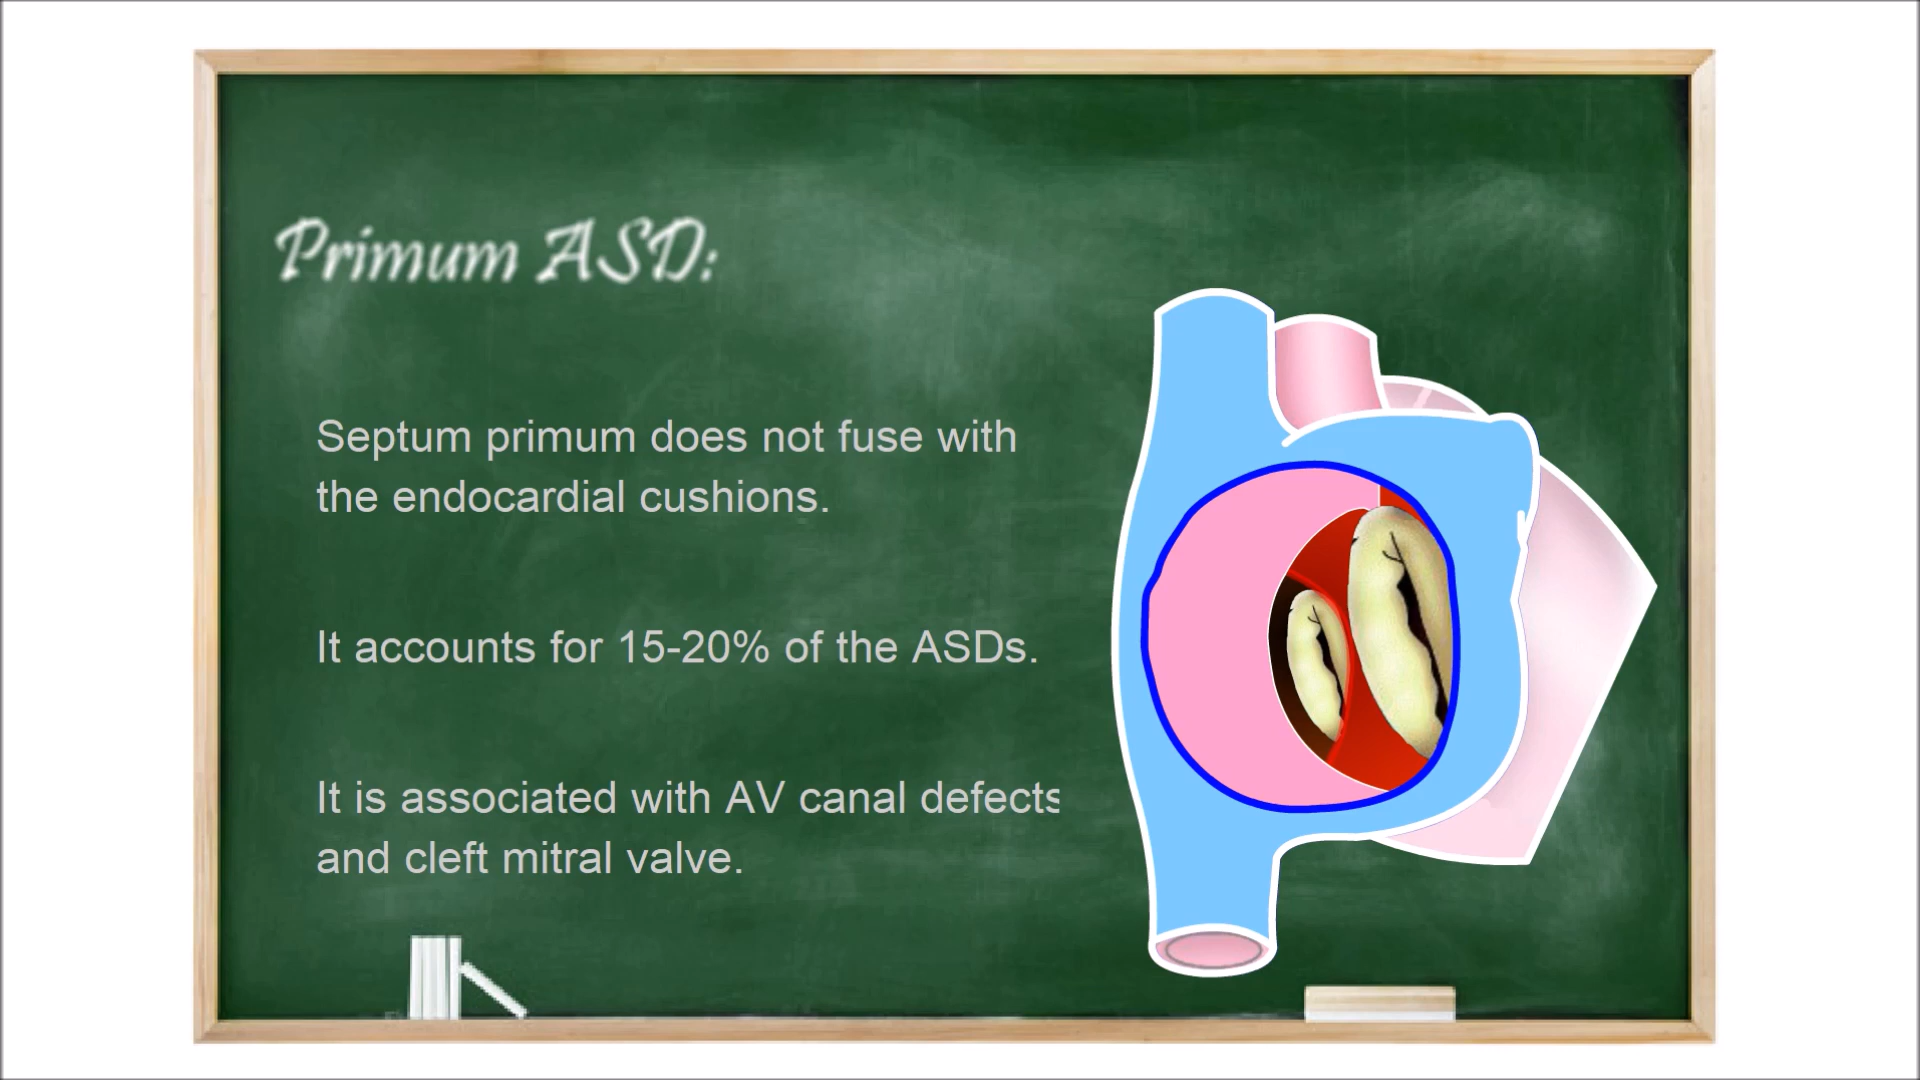 Primum ASD:
Septum primum does not fuse with
the endocardial cushions.
It accounts for 15-20% of the ASDs.
It is associated with AV canal defects
and cleft mitral valve.